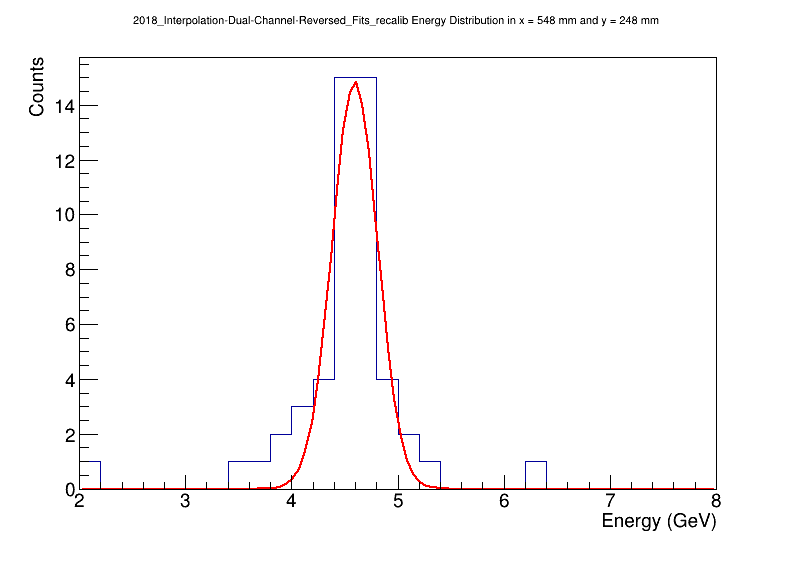 2018_Interpolation-Dual-Channel-Reversed_Fits_recalib Energy Distribution in x = 548 mm and y = 248 mm
Counts
14
12
10
8
6
4
2
0
2 3 4 5 6 7 8
Energy (GeV)